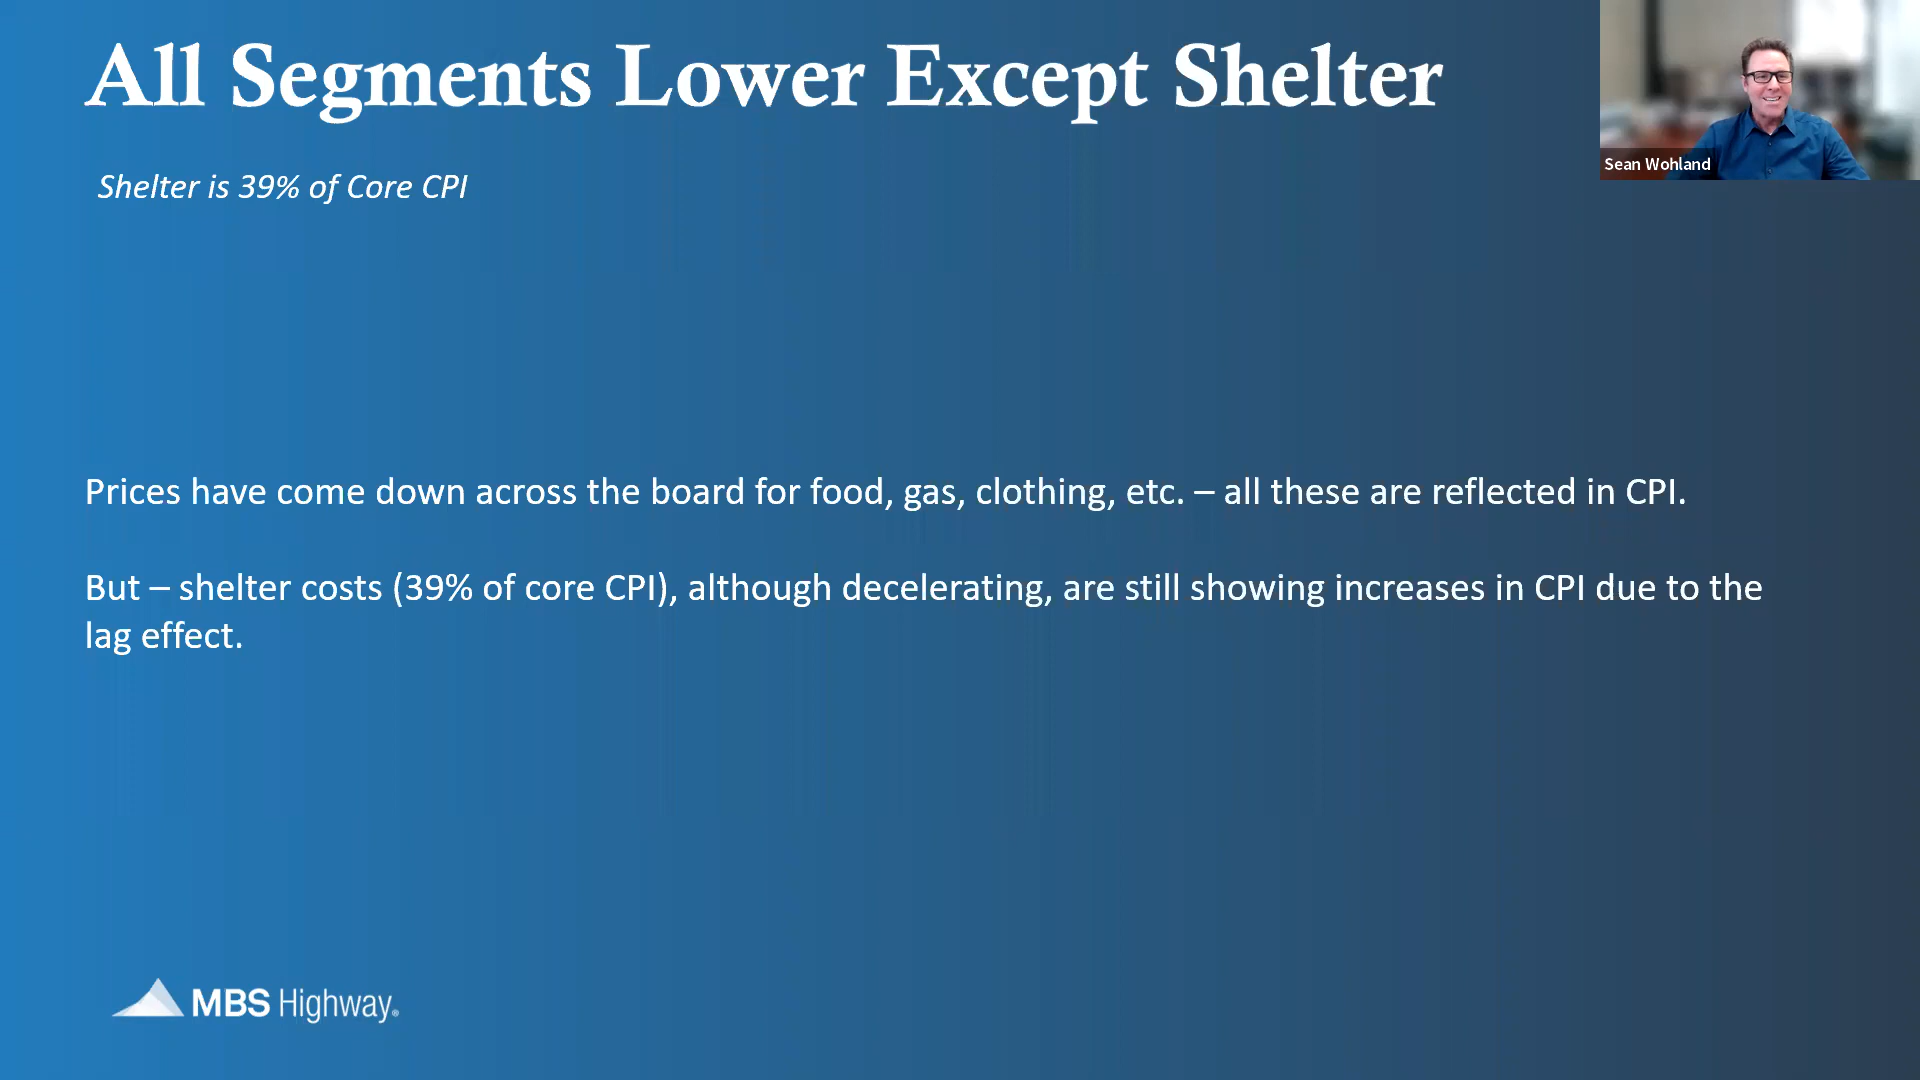 All Segments Lower Except Shelter
Sean Wohland
Shelter is 39% of Core CPI
Prices have come down across the board for food, gas, clothing, etc. – all these are reflected in CPI.
But – shelter costs (39% of core CPI), although decelerating, are still showing increases in CPI due to the
lag effect.
MBS Highway®